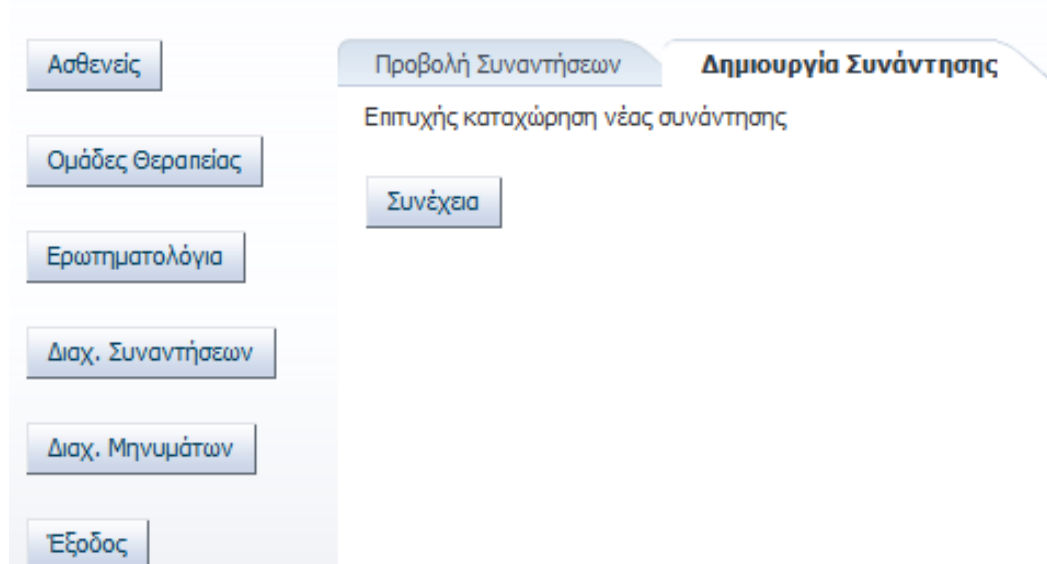 Ασθενείς
Ομάδες Θεραπείας
Ερωτηματολόγια
Διαχ. Συναντήσεων
Διαχ. Μηνυμάτων
Έξοδος
Προβολή Συναντήσεων
Δημιουργία Συνάντησης
Επιτυχής καταχώρηση νέας συνάντησης
Συνέχεια